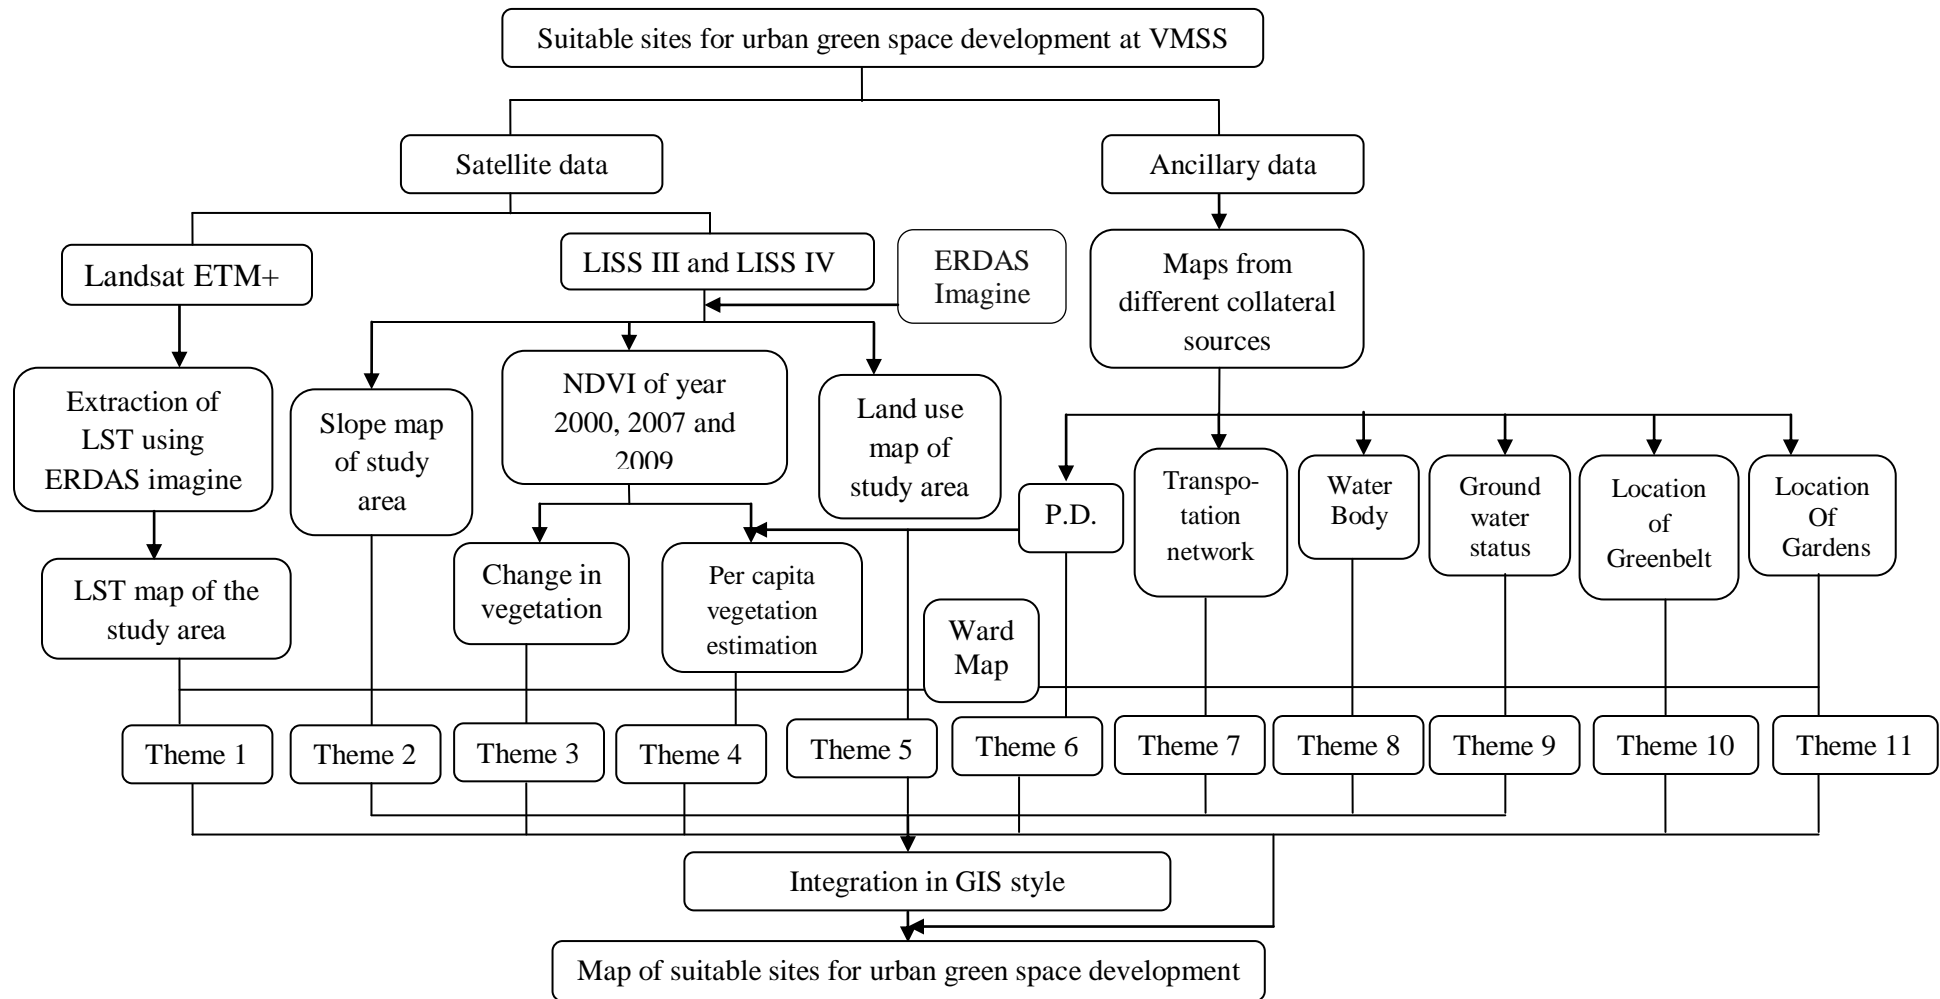 Suitable sites for urban green space development at VMSS
Satellite data
Ancillary data
Landsat ETM+
LISS III and LISS IV
ERDAS
Imagine
Maps from
different collateral
sources
Extraction of
LST using
ERDAS imagine
Slope map
of study
area
NDVI of year
2000, 2007 and
2009
Land use
map of
study area
P.D.
Transpo-
tation
network
Water
Body
Ground
water
status
Location
of
Greenbelt
Location
Of
Gardens
LST map of the
study area
Change in
vegetation
Per capita
vegetation
estimation
Ward
Map
Theme 1
Theme 2
Theme 3
Theme 4
Theme 5
Theme 6
Theme 7
Theme 8
Theme 9
Theme 10
Theme 11
Integration in GIS style
Map of suitable sites for urban green space development